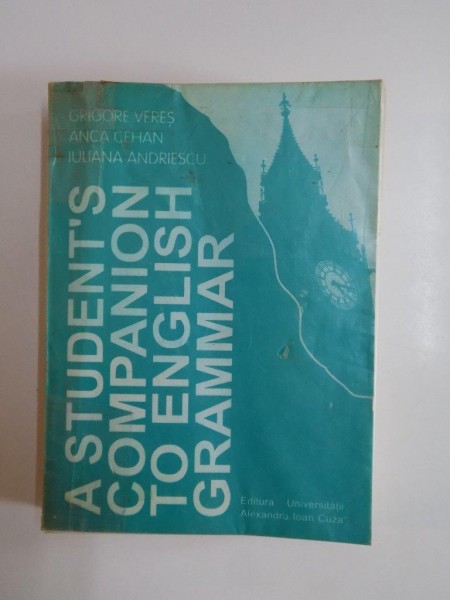 GRIGORE VEREȘ
ANCA CEHAN
IULIANA ANDRIESCU
A STUDENT'S
COMPANION
TO ENGLISH
GRAMMAR
Editura Universității
Alexandru Ioan Cuza"